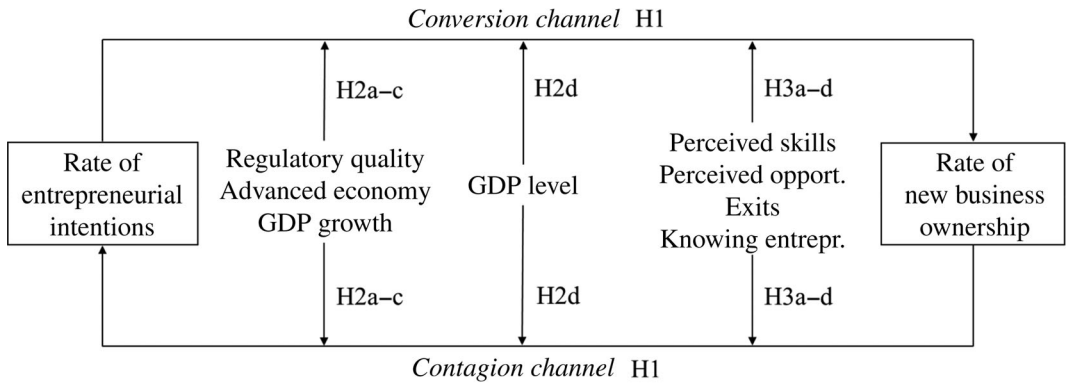 Conversion channel H1
H2a–c
H2d
H3a–d
Rate of
entrepreneurial
intentions
Regulatory quality
Advanced economy
GDP growth
GDP level
Perceived skills
Perceived opport.
Exits
Knowing entrepr.
Rate of
new business
ownership
H2a–c
H2d
H3a–d
Contagion channel H1